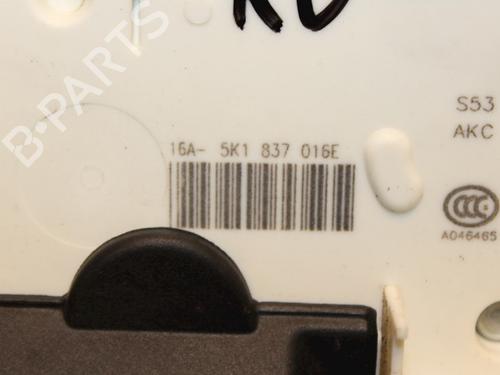 B-PARTS
16A- 5K1 837 016E
S53
AKC
CCC
A046465